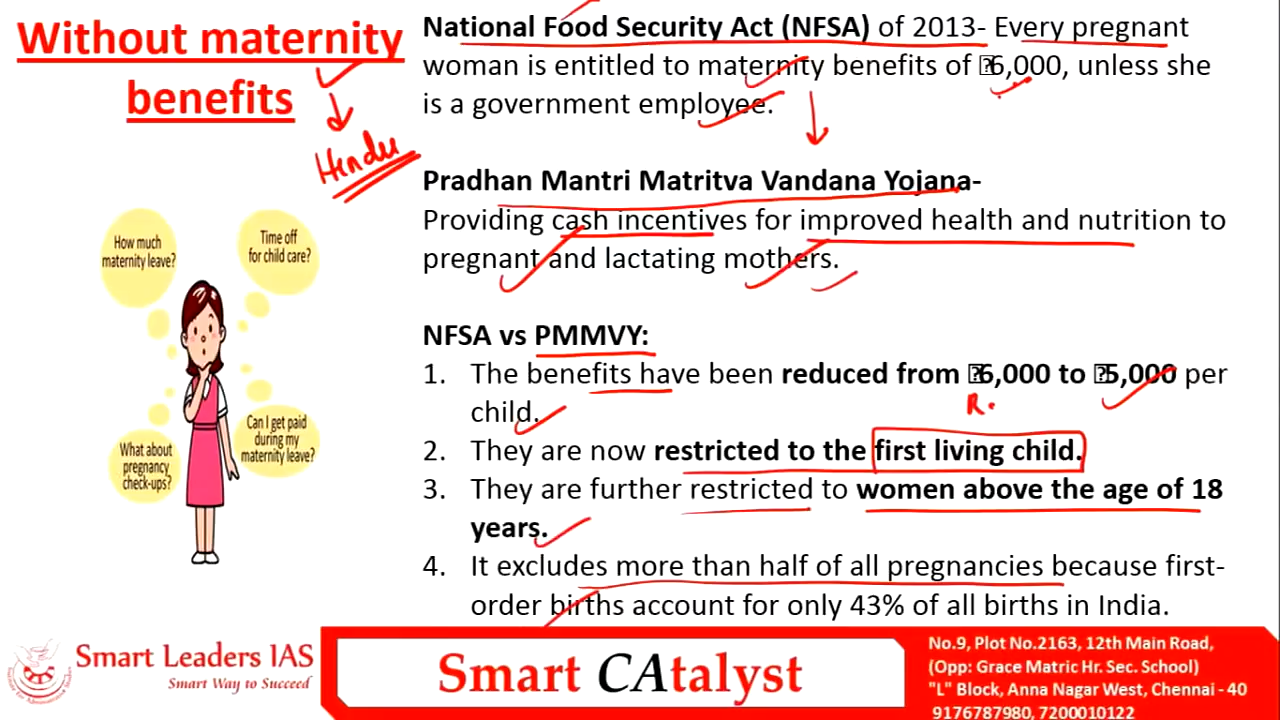 Without maternity
benefits
Hindu
How much
maternity leave?
Time off
for child care?
What about
pregnancy
check-ups?
Can I get paid
during my
maternity leave?
National Food Security Act (NFSA) of 2013- Every pregnant
woman is entitled to maternity benefits of 6,000, unless she
is a government employee.
Pradhan Mantri Matritva Vandana Yojana-
Providing cash incentives for improved health and nutrition to
pregnant and lactating mothers.
NFSA vs PMMVY:
1. The benefits have been reduced from 6,000 to 5,000 per
child.
R.
2. They are now restricted to the first living child.
3. They are further restricted to women above the age of 18
years.
4. It excludes more than half of all pregnancies because first-
order births account for only 43% of all births in India.
Smart Leaders IAS
Smart Way to Succeed
Smart CAtalyst
No.9, Plot No.2163, 12th Main Road,
(Opp: Grace Matric Hr. Sec. School)
"L" Block, Anna Nagar West, Chennai - 40
9176787980, 7200010122